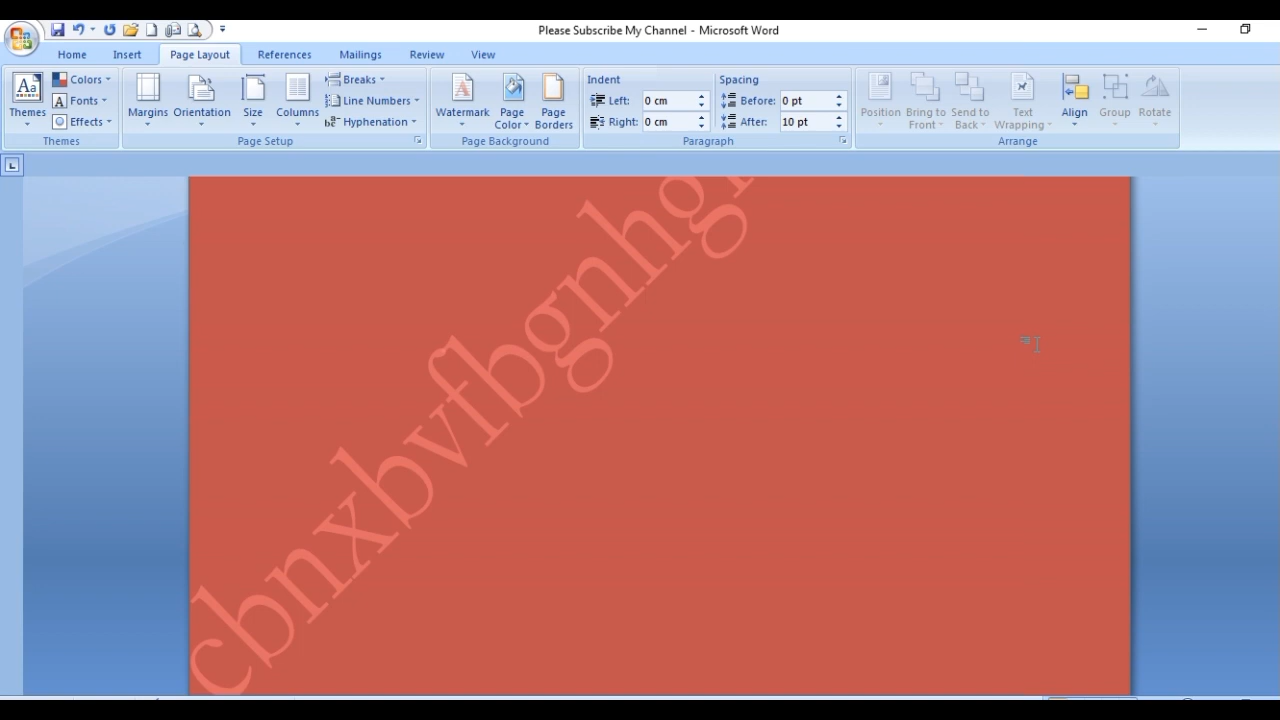 Please Subscribe My Channel - Microsoft Word
Home Insert Page Layout References Mailings Review View
Themes
Colors
Fonts
Effects
Themes
Margins Orientation Size Columns
Breaks
Line Numbers
Hyphenation
Page Setup
Watermark Page Color Page Borders
Page Background
Indent
Left: 0 cm
Right: 0 cm
Spacing
Before: 0 pt
After: 10 pt
Paragraph
Position Bring to Front Send to Back Text Wrapping Align Group Rotate
Arrange
cbnxbvfbgnhg